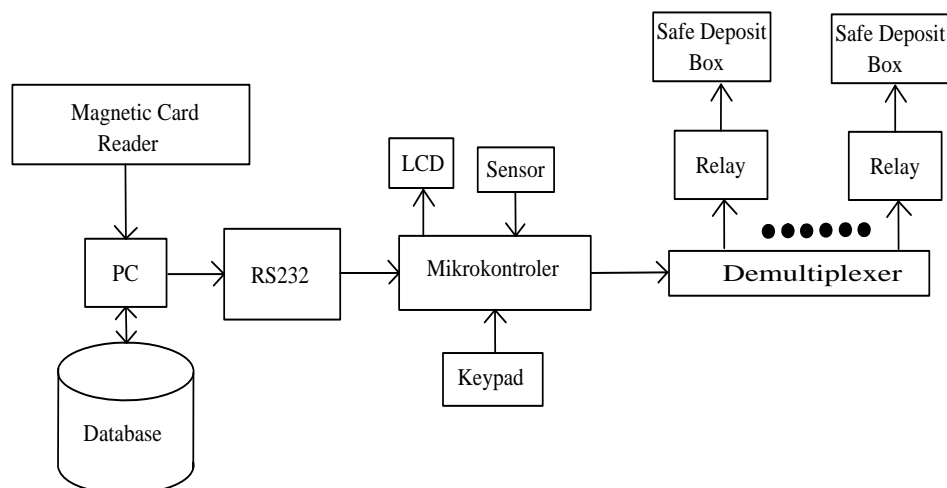 Safe Deposit
Box
Safe Deposit
Box
Magnetic Card
Reader
LCD
Sensor
Relay
Relay
PC
RS232
Mikrokontroler
Demultiplexer
Keypad
Database